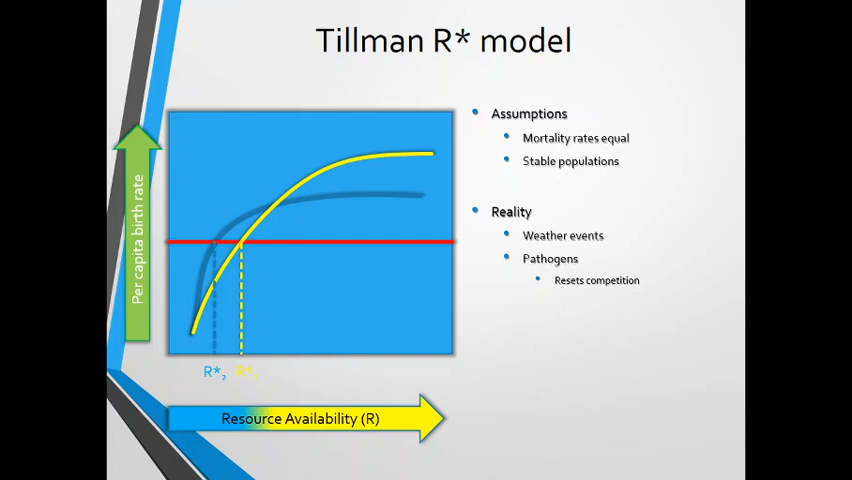 Tillman R* model
Assumptions
Mortality rates equal
Stable populations
Reality
Weather events
Pathogens
Resets competition
Per capita birth rate
R*2 R*
Resource Availability (R)